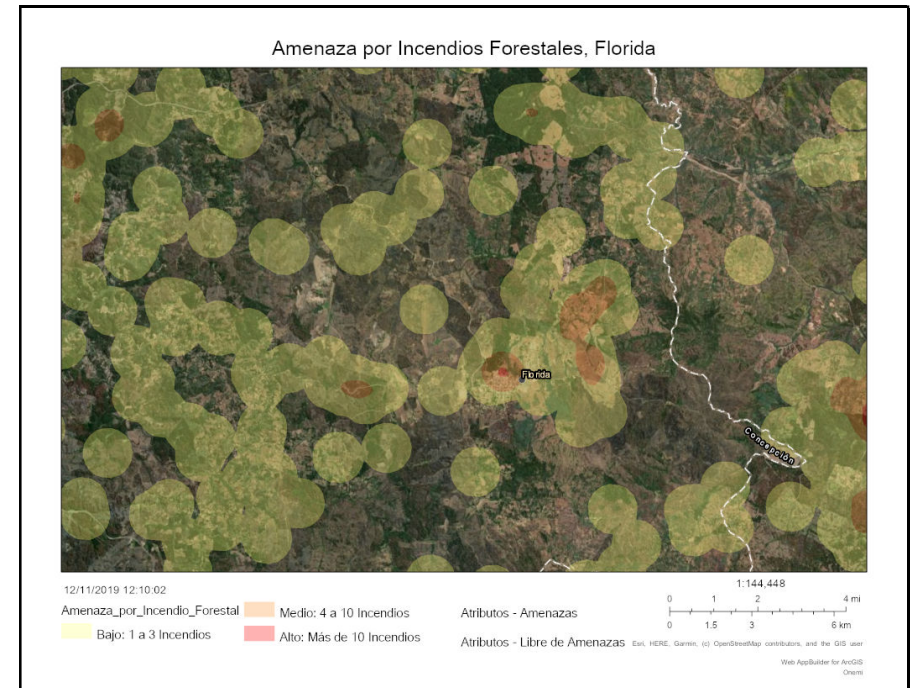 Amenaza por Incendios Forestales, Florida
Florida
Concepción
12/11/2019 12:10:02
Amenaza_por_Incendio_Forestal
Bajo: 1 a 3 Incendios
Medio: 4 a 10 Incendios
Alto: Más de 10 Incendios
Atributos - Amenazas
Atributos - Libre de Amenazas
1:144,448
0 1 2 4 mi
0 1.5 3 6 km
Esri, HERE, Garmin, (c) OpenStreetMap contributors, and the GIS user
Web AppBuilder for ArcGIS
Onemi